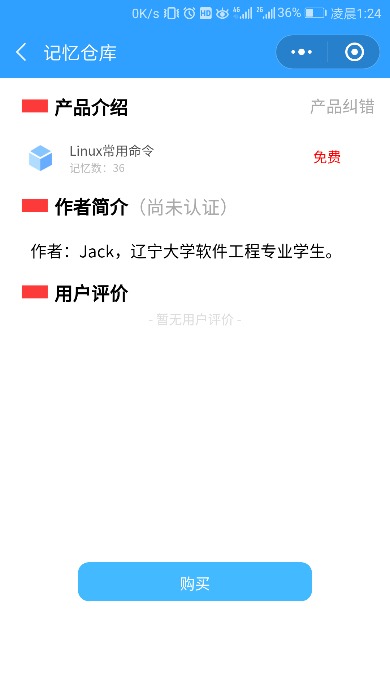 0K/s HD 4G 2G 36% 凌晨1:24
记忆仓库
产品介绍 产品纠错
Linux常用命令
记忆数：36
免费
作者简介（尚未认证）
作者：Jack，辽宁大学软件工程专业学生。
用户评价
- 暂无用户评价 -
购买